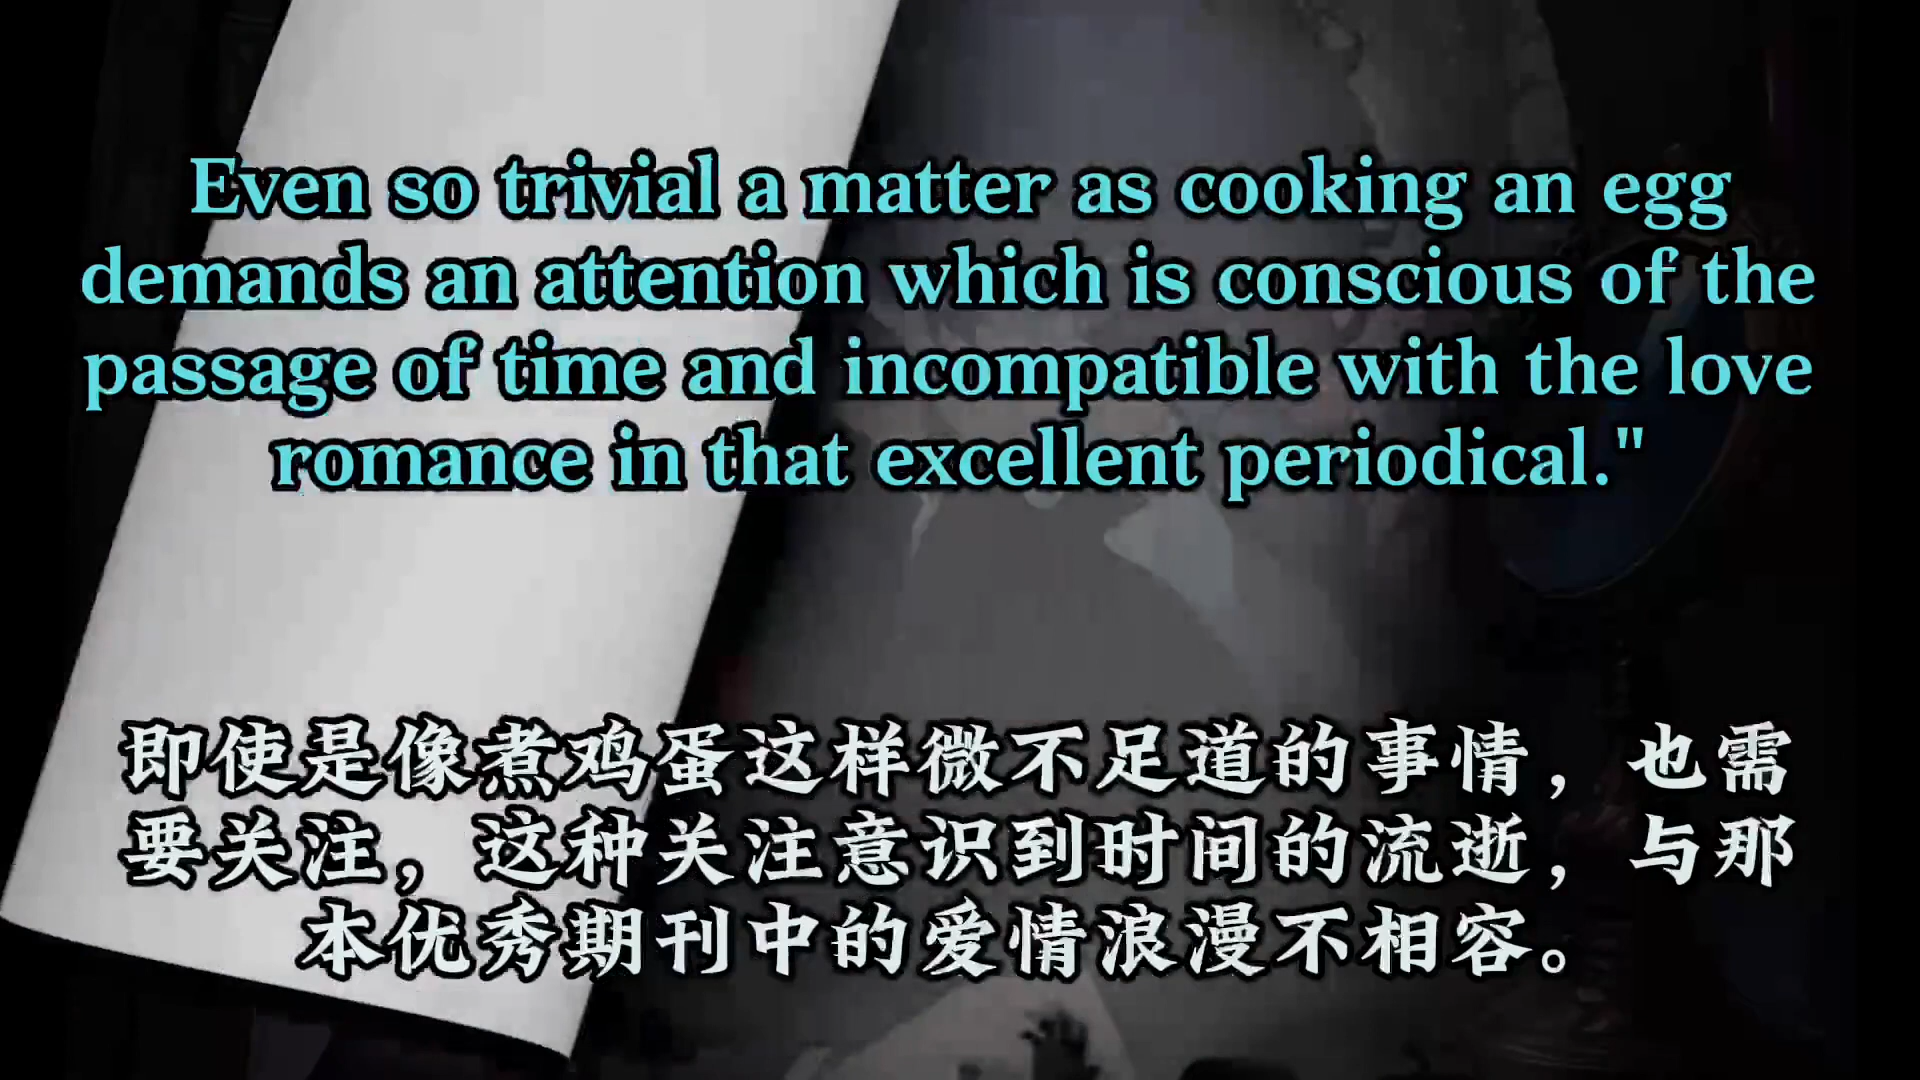 Even so trivial a matter as cooking an egg
demands an attention which is conscious of the
passage of time and incompatible with the love
romance in that excellent periodical."
即使是像煮鸡蛋这样微不足道的事情，也需
要关注，这种关注意识到时间的流逝，与那
本优秀期刊中的爱情浪漫不相容。